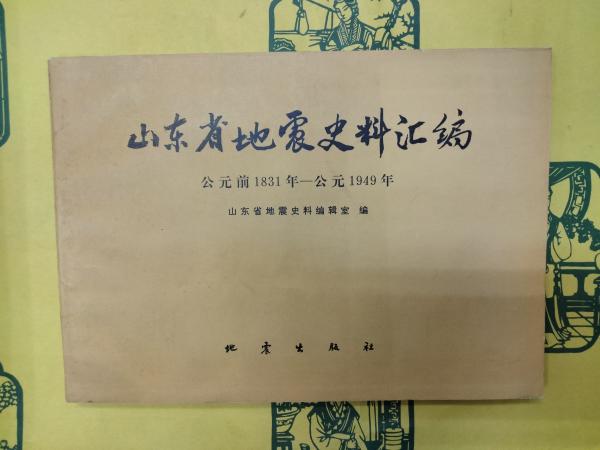 山东省地震史料汇编
公元前1831年—公元1949年
山东省地震史料编辑室 编
地震出版社